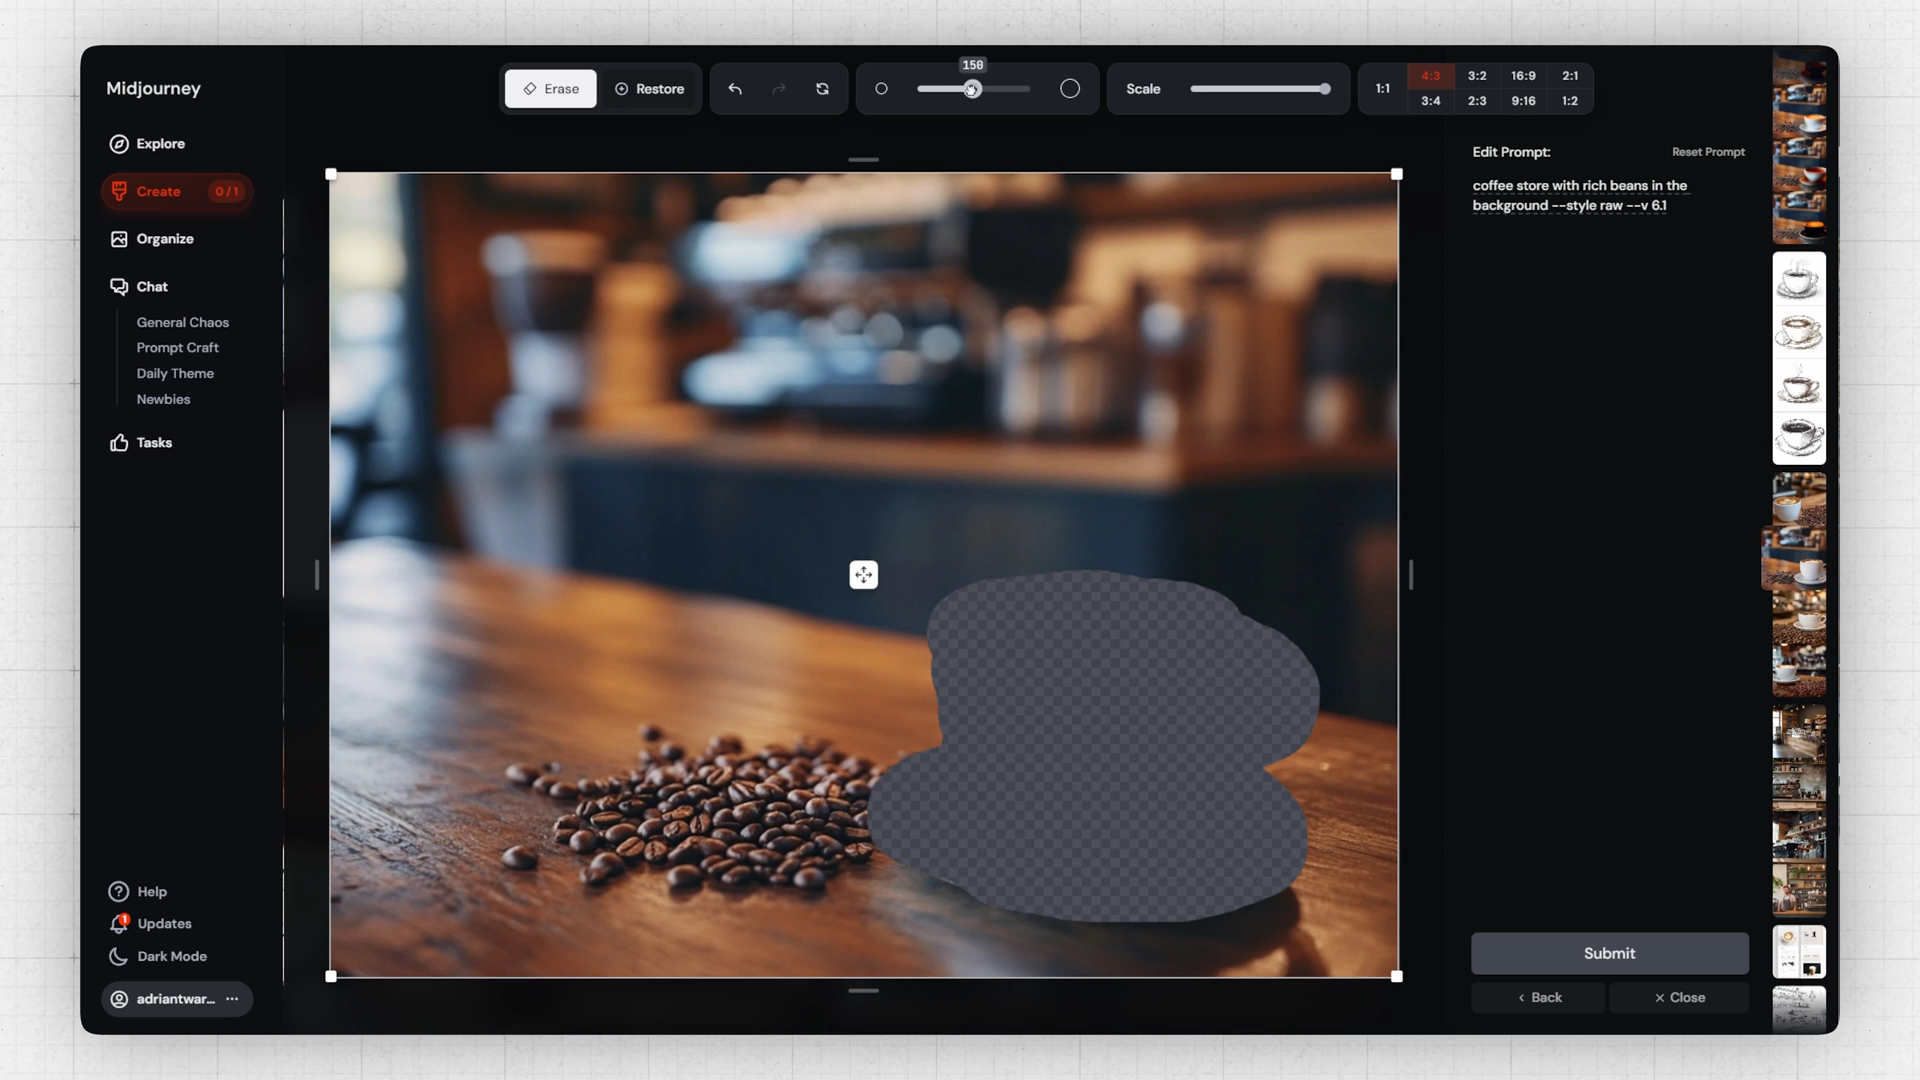 Midjourney
Explore
Create 0 / 1
Organize
Chat
General Chaos
Prompt Craft
Daily Theme
Newbies
Tasks
Help
1
Updates
Dark Mode
adriantwar... ...
Erase Restore
150
Scale
1:1 4:3 3:2 16:9 2:1
3:4 2:3 9:16 1:2
Edit Prompt: Reset Prompt
coffee store with rich beans in the
background --style raw --v 6.1
Submit
Back Close